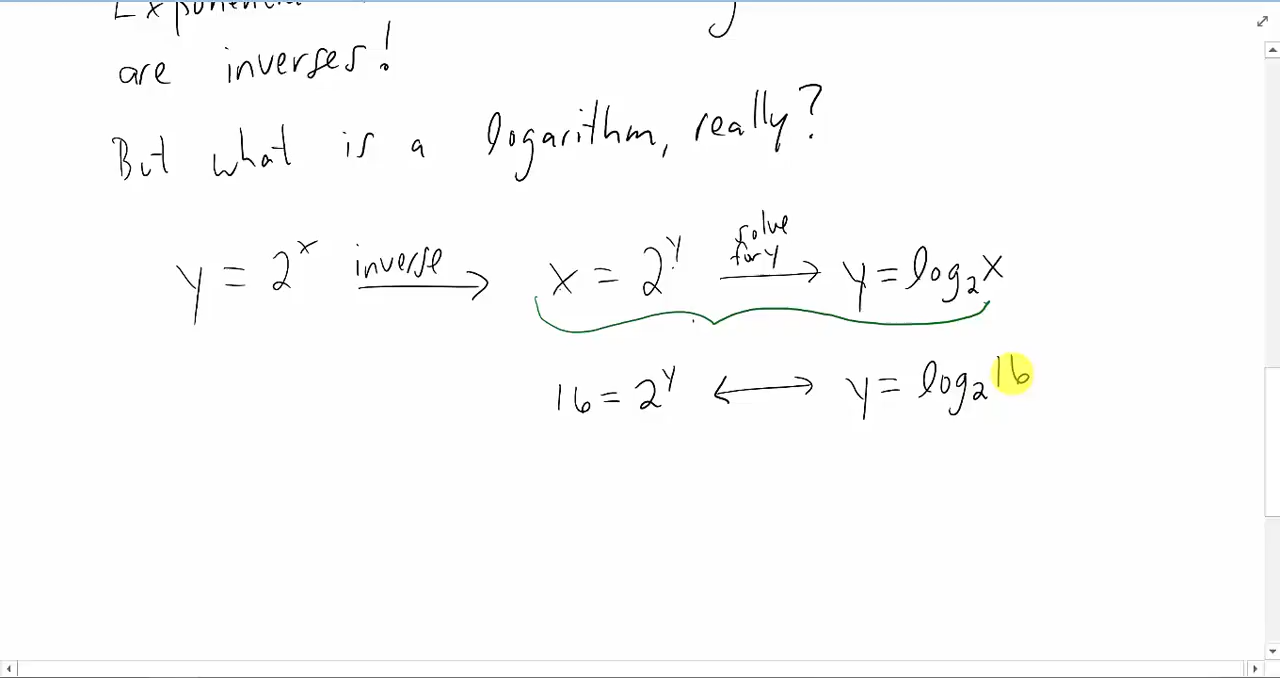 are inverses!
But what is a logarithm, really?
y = 2^x inverse → x = 2^y solve for y → y = log₂x
16 = 2^y ⟷ y = log₂16